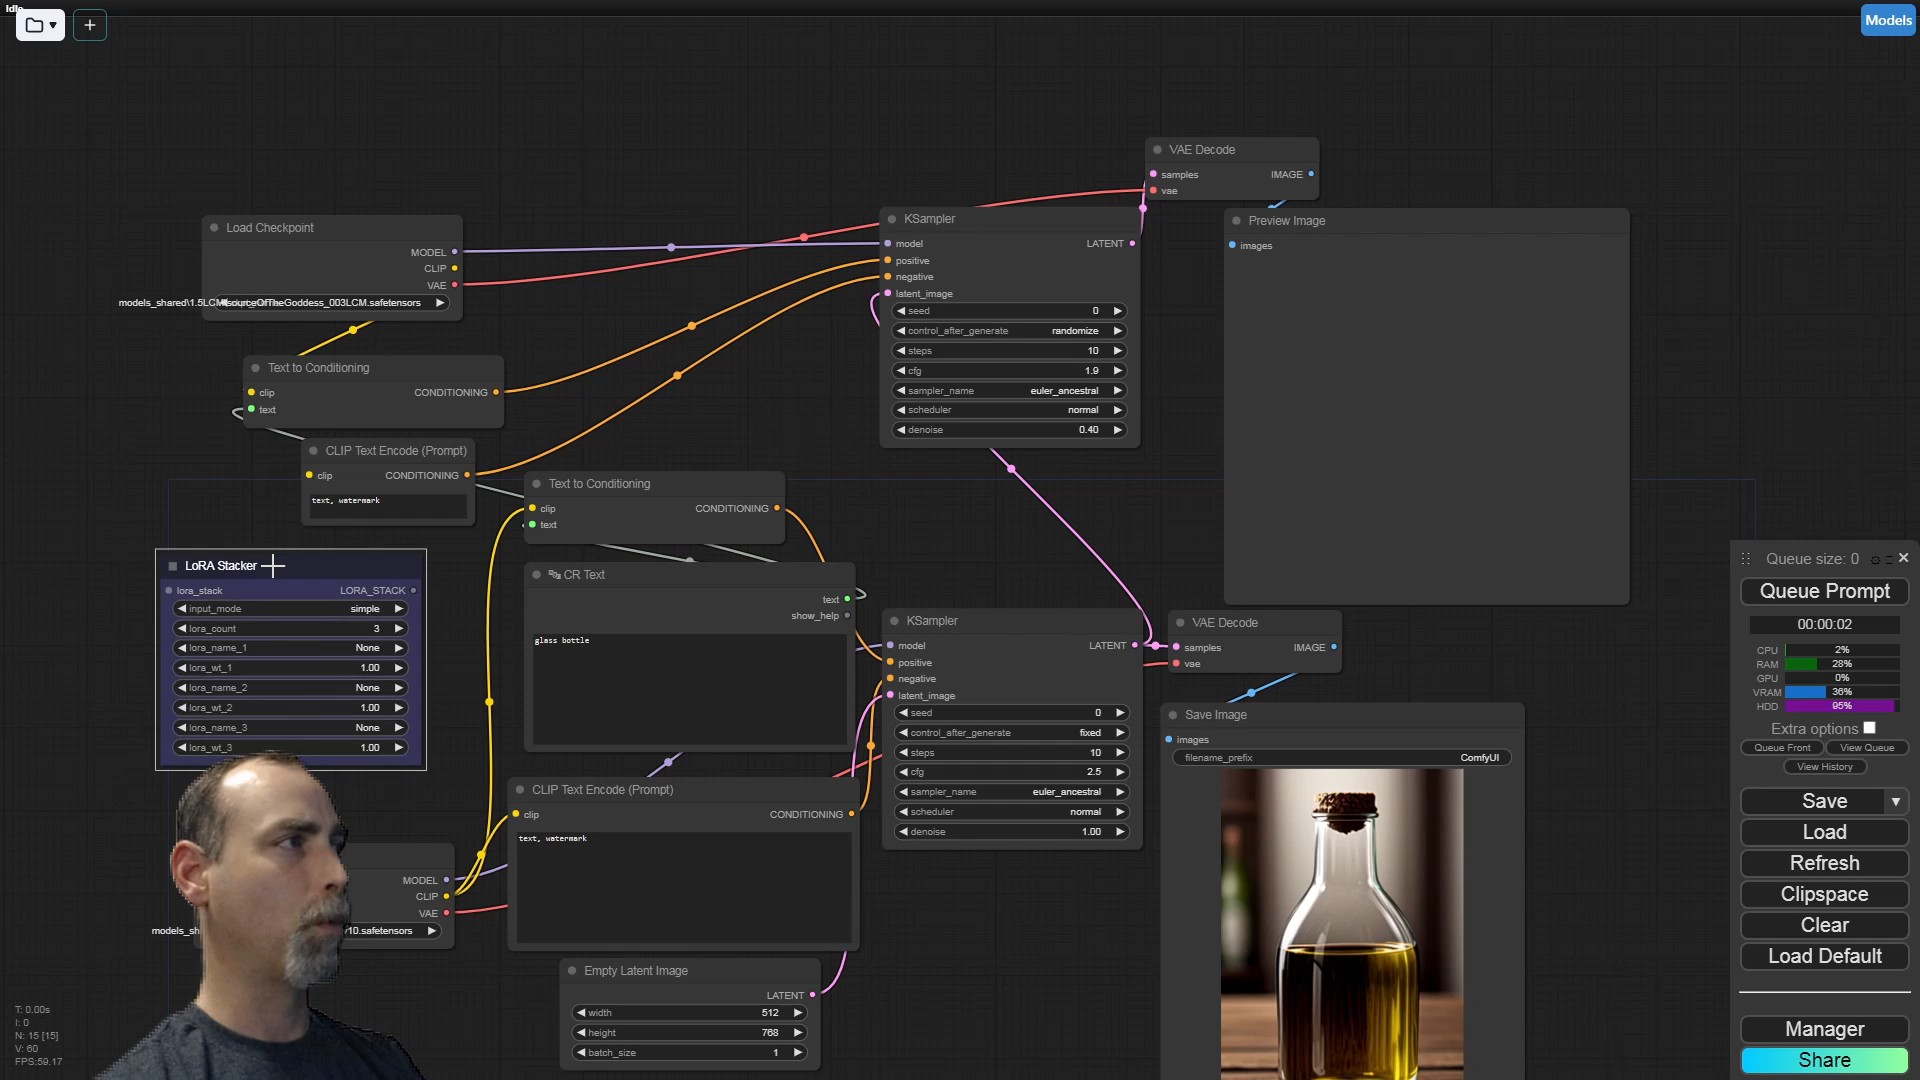 Idle
+
Models
VAE Decode
samples
IMAGE
vae
Load Checkpoint
MODEL
CLIP
VAE
models_shared\1.5LCM\sourceOfTheGoddess_003LCM.safetensors
KSampler
model
LATENT
positive
negative
latent_image
seed 0
control_after_generate randomize
steps 10
cfg 1.9
sampler_name euler_ancestral
scheduler normal
denoise 0.40
Preview Image
images
Text to Conditioning
clip
CONDITIONING
text
CLIP Text Encode (Prompt)
clip
CONDITIONING
text, watermark
Text to Conditioning
clip
CONDITIONING
text
LoRA Stacker
lora_stack
LORA_STACK
input_mode simple
lora_count 3
lora_name_1 None
lora_wt_1 1.00
lora_name_2 None
lora_wt_2 1.00
lora_name_3 None
lora_wt_3 1.00
CR Text
text
show_help
glass bottle
KSampler
model
LATENT
positive
negative
latent_image
seed 0
control_after_generate fixed
steps 10
cfg 2.5
sampler_name euler_ancestral
scheduler normal
denoise 1.00
VAE Decode
samples
IMAGE
vae
Save Image
images
filename_prefix ComfyUI
CLIP Text Encode (Prompt)
clip
CONDITIONING
text, watermark
MODEL
CLIP
VAE
models_sh
10.safetensors
Empty Latent Image
LATENT
width 512
height 768
batch_size 1
T: 0.00s
I: 0
N: 15 [15]
V: 60
FPS:59.17
Queue size: 0
Queue Prompt
00:00:02
CPU 2%
RAM 28%
GPU 0%
VRAM 36%
HDD 95%
Extra options
Queue Front
View Queue
View History
Save
Load
Refresh
Clipspace
Clear
Load Default
Manager
Share